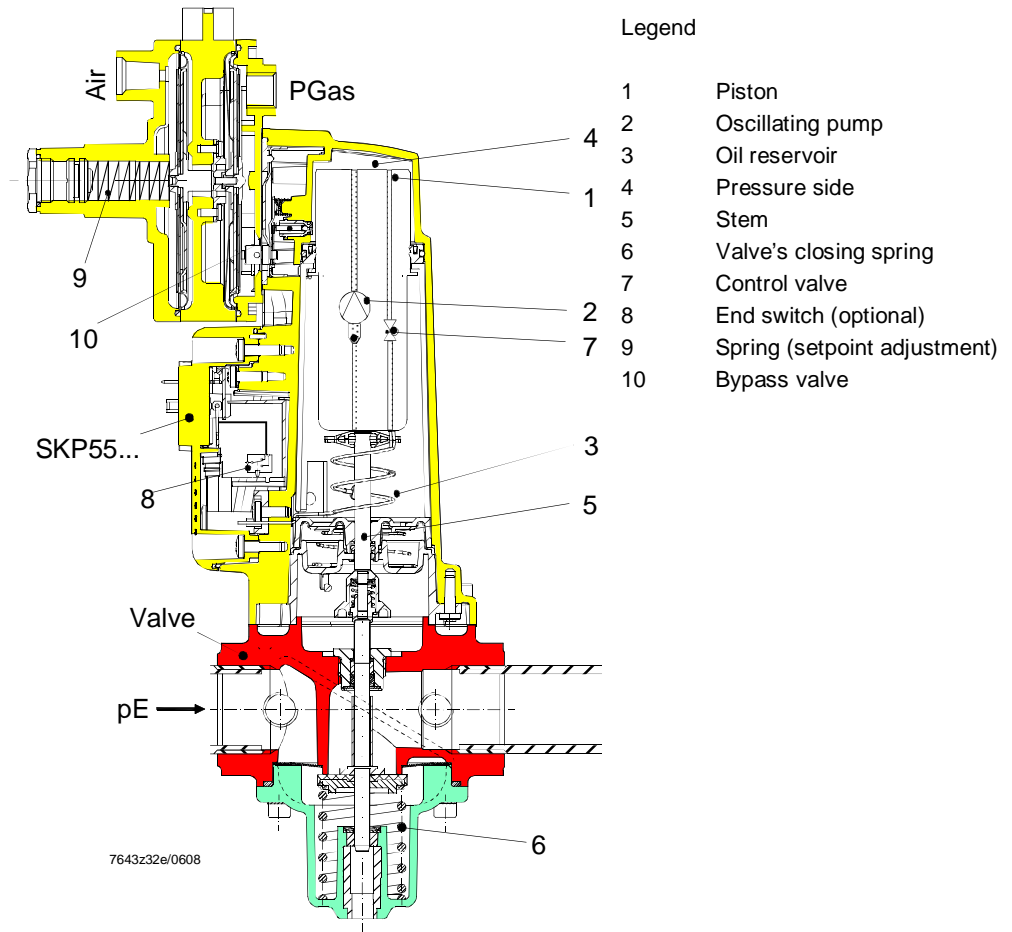 Legend
1 Piston
2 Oscillating pump
3 Oil reservoir
4 Pressure side
5 Stem
6 Valve's closing spring
7 Control valve
8 End switch (optional)
9 Spring (setpoint adjustment)
10 Bypass valve
Air
PGas
4
1
9
10
2
7
SKP55...
8
3
5
Valve
pE
6
7643z32e/0608